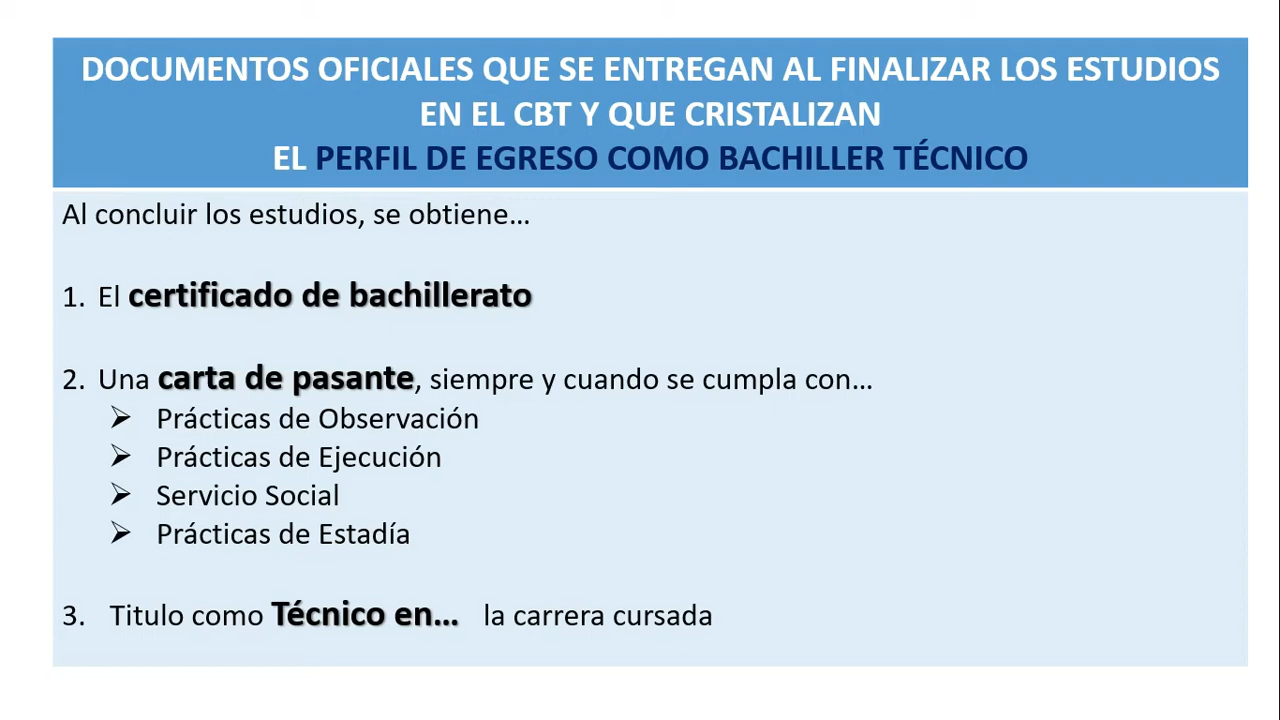 DOCUMENTOS OFICIALES QUE SE ENTREGAN AL FINALIZAR LOS ESTUDIOS
EN EL CBT Y QUE CRISTALIZAN
EL PERFIL DE EGRESO COMO BACHILLER TÉCNICO
Al concluir los estudios, se obtiene…
1. El certificado de bachillerato
2. Una carta de pasante, siempre y cuando se cumpla con…
➢ Prácticas de Observación
➢ Prácticas de Ejecución
➢ Servicio Social
➢ Prácticas de Estadía
3. Titulo como Técnico en… la carrera cursada